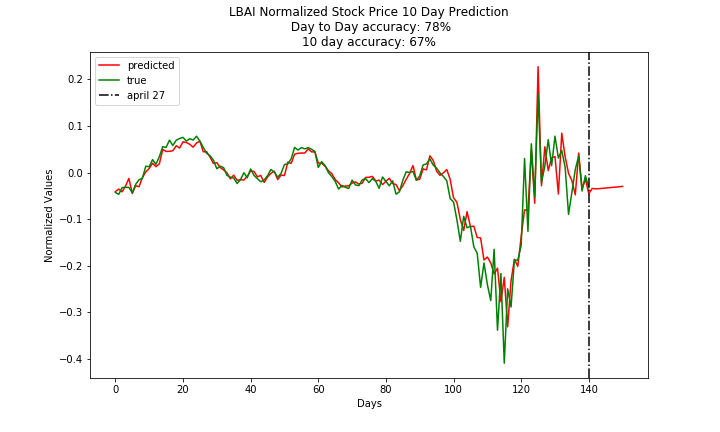 LBAI Normalized Stock Price 10 Day Prediction
Day to Day accuracy: 78%
10 day accuracy: 67%
predicted
true
april 27
0.2
0.1
0.0
−0.1
−0.2
−0.3
−0.4
Normalized Values
0 20 40 60 80 100 120 140
Days